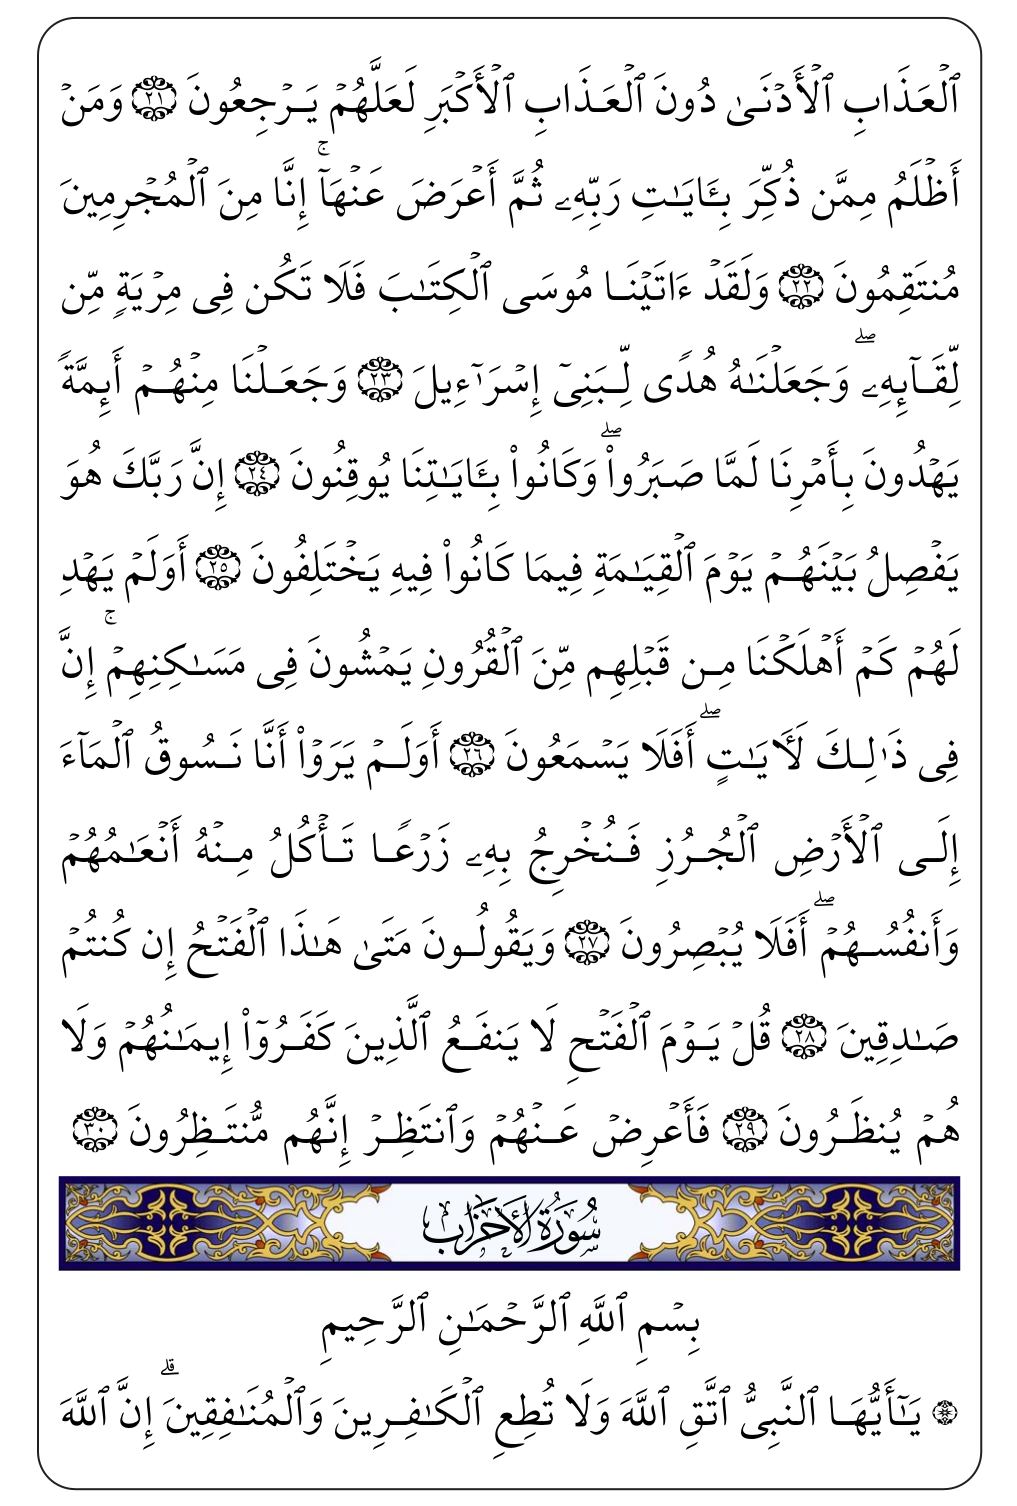 ٱلۡعَذَابِ ٱلۡأَدۡنَىٰ دُونَ ٱلۡعَذَابِ ٱلۡأَكۡبَرِ لَعَلَّهُمۡ يَرۡجِعُونَ ٢١ وَمَنۡ
أَظۡلَمُ مِمَّن ذُكِّرَ بِـَٔايَٰتِ رَبِّهِۦ ثُمَّ أَعۡرَضَ عَنۡهَآۚ إِنَّا مِنَ ٱلۡمُجۡرِمِينَ
مُنتَقِمُونَ ٢٢ وَلَقَدۡ ءَاتَيۡنَا مُوسَى ٱلۡكِتَٰبَ فَلَا تَكُن فِي مِرۡيَةٖ مِّن
لِّقَآئِهِۦۖ وَجَعَلۡنَٰهُ هُدٗى لِّبَنِيٓ إِسۡرَٰٓءِيلَ ٢٣ وَجَعَلۡنَا مِنۡهُمۡ أَئِمَّةٗ
يَهۡدُونَ بِأَمۡرِنَا لَمَّا صَبَرُواْۖ وَكَانُواْ بِـَٔايَٰتِنَا يُوقِنُونَ ٢٤ إِنَّ رَبَّكَ هُوَ
يَفۡصِلُ بَيۡنَهُمۡ يَوۡمَ ٱلۡقِيَٰمَةِ فِيمَا كَانُواْ فِيهِ يَخۡتَلِفُونَ ٢٥ أَوَلَمۡ يَهۡدِ
لَهُمۡ كَمۡ أَهۡلَكۡنَا مِن قَبۡلِهِم مِّنَ ٱلۡقُرُونِ يَمۡشُونَ فِي مَسَٰكِنِهِمۡۚ إِنَّ
فِي ذَٰلِكَ لَأٓيَٰتٍۖ أَفَلَا يَسۡمَعُونَ ٢٦ أَوَلَمۡ يَرَوۡاْ أَنَّا نَسُوقُ ٱلۡمَآءَ
إِلَى ٱلۡأَرۡضِ ٱلۡجُرُزِ فَنُخۡرِجُ بِهِۦ زَرۡعٗا تَأۡكُلُ مِنۡهُ أَنۡعَٰمُهُمۡ
وَأَنفُسُهُمۡۖ أَفَلَا يُبۡصِرُونَ ٢٧ وَيَقُولُونَ مَتَىٰ هَٰذَا ٱلۡفَتۡحُ إِن كُنتُمۡ
صَٰدِقِينَ ٢٨ قُلۡ يَوۡمَ ٱلۡفَتۡحِ لَا يَنفَعُ ٱلَّذِينَ كَفَرُوٓاْ إِيمَٰنُهُمۡ وَلَا
هُمۡ يُنظَرُونَ ٢٩ فَأَعۡرِضۡ عَنۡهُمۡ وَٱنتَظِرۡ إِنَّهُم مُّنتَظِرُونَ ٣٠
سُورَةُ الأَحزَابِ
بِسۡمِ ٱللَّهِ ٱلرَّحۡمَٰنِ ٱلرَّحِيمِ
۞ يَٰٓأَيُّهَا ٱلنَّبِيُّ ٱتَّقِ ٱللَّهَ وَلَا تُطِعِ ٱلۡكَٰفِرِينَ وَٱلۡمُنَٰفِقِينَۗ إِنَّ ٱللَّهَ